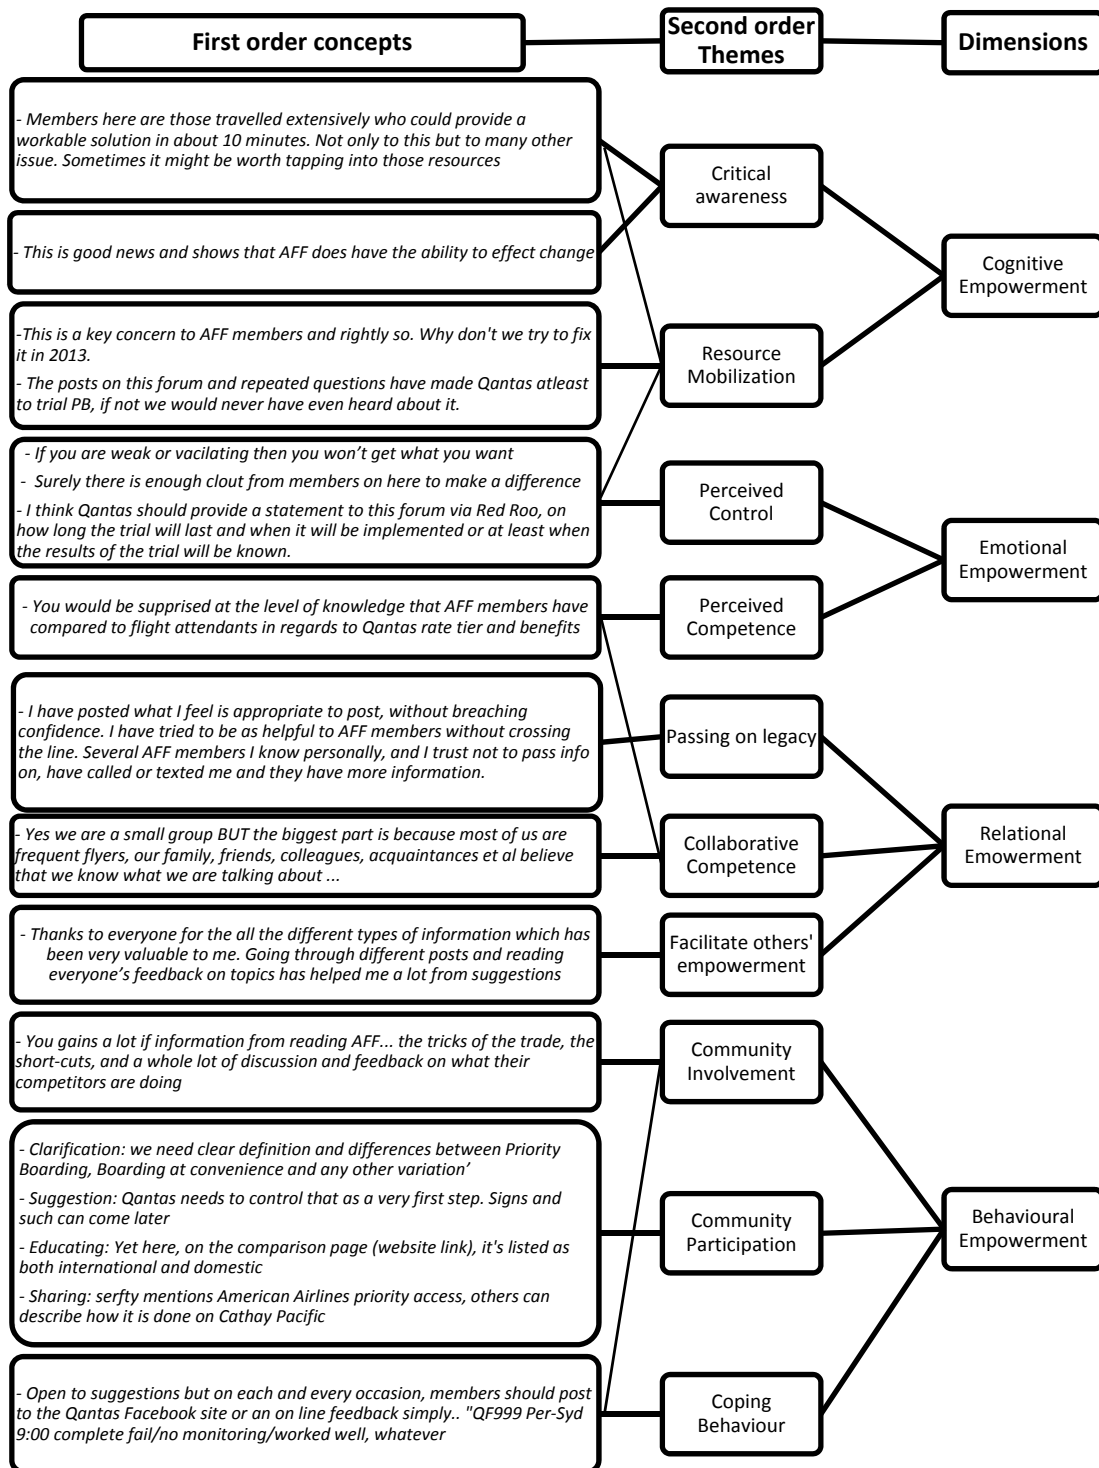 First order concepts
Second order
Themes
Dimensions
- Members here are those travelled extensively who could provide a
workable solution in about 10 minutes. Not only to this but to many other
issue. Sometimes it might be worth tapping into those resources
- This is good news and shows that AFF does have the ability to effect change
-This is a key concern to AFF members and rightly so. Why don't we try to fix
it in 2013.
- The posts on this forum and repeated questions have made Qantas atleast
to trial PB, if not we would never have even heard about it.
- If you are weak or vacilating then you won’t get what you want
- Surely there is enough clout from members on here to make a difference
- I think Qantas should provide a statement to this forum via Red Roo, on
how long the trial will last and when it will be implemented or at least when
the results of the trial will be known.
- You would be supprised at the level of knowledge that AFF members have
compared to flight attendants in regards to Qantas rate tier and benefits
- I have posted what I feel is appropriate to post, without breaching
confidence. I have tried to be as helpful to AFF members without crossing
the line. Several AFF members I know personally, and I trust not to pass info
on, have called or texted me and they have more information.
- Yes we are a small group BUT the biggest part is because most of us are
frequent flyers, our family, friends, colleagues, acquaintances et al believe
that we know what we are talking about ...
- Thanks to everyone for the all the different types of information which has
been very valuable to me. Going through different posts and reading
everyone’s feedback on topics has helped me a lot from suggestions
- You gains a lot if information from reading AFF... the tricks of the trade, the
short-cuts, and a whole lot of discussion and feedback on what their
competitors are doing
- Clarification: we need clear definition and differences between Priority
Boarding, Boarding at convenience and any other variation’
- Suggestion: Qantas needs to control that as a very first step. Signs and
such can come later
- Educating: Yet here, on the comparison page (website link), it's listed as
both international and domestic
- Sharing: serfty mentions American Airlines priority access, others can
describe how it is done on Cathay Pacific
- Open to suggestions but on each and every occasion, members should post
to the Qantas Facebook site or an on line feedback simply.. "QF999 Per-Syd
9:00 complete fail/no monitoring/worked well, whatever
Critical
awareness
Resource
Mobilization
Perceived
Control
Perceived
Competence
Passing on legacy
Collaborative
Competence
Facilitate others'
empowerment
Community
Involvement
Community
Participation
Coping
Behaviour
Cognitive
Empowerment
Emotional
Empowerment
Relational
Emowerment
Behavioural
Empowerment